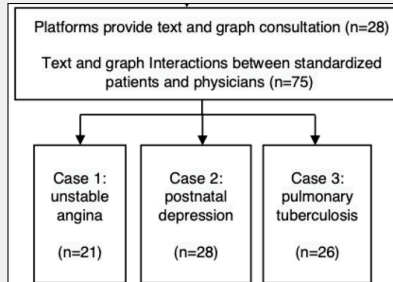 Platforms provide text and graph consultation (n=28)
Text and graph Interactions between standardized
patients and physicians (n=75)
Case 1:
unstable
angina
(n=21)
Case 2:
postnatal
depression
(n=28)
Case 3:
pulmonary
tuberculosis
(n=26)